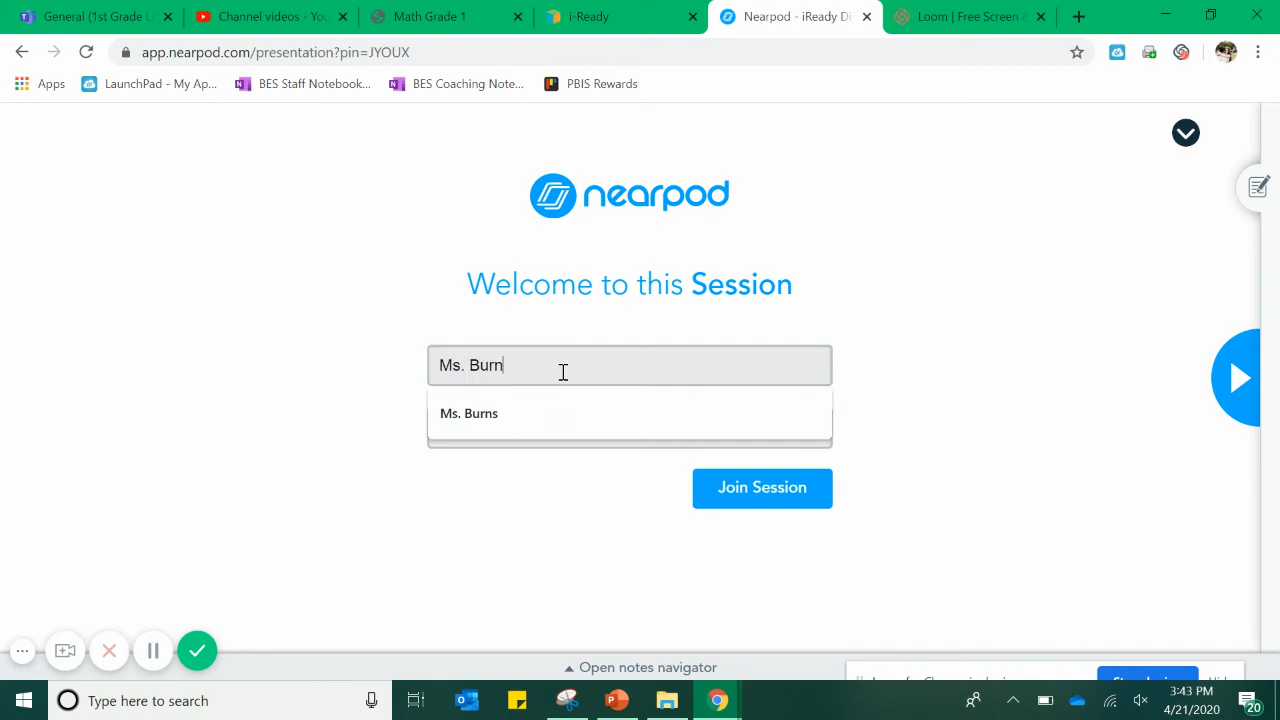 General (1st Grade L
Channel videos - You
Math Grade 1
i-Ready
Nearpod - iReady Di
Loom | Free Screen &
app.nearpod.com/presentation?pin=JYOUX
Apps
LaunchPad - My Ap...
BES Staff Notebook...
BES Coaching Note...
PBIS Rewards
nearpod
Welcome to this Session
Ms. Burn
Ms. Burns
Join Session
Open notes navigator
Type here to search
3:43 PM
4/21/2020
20